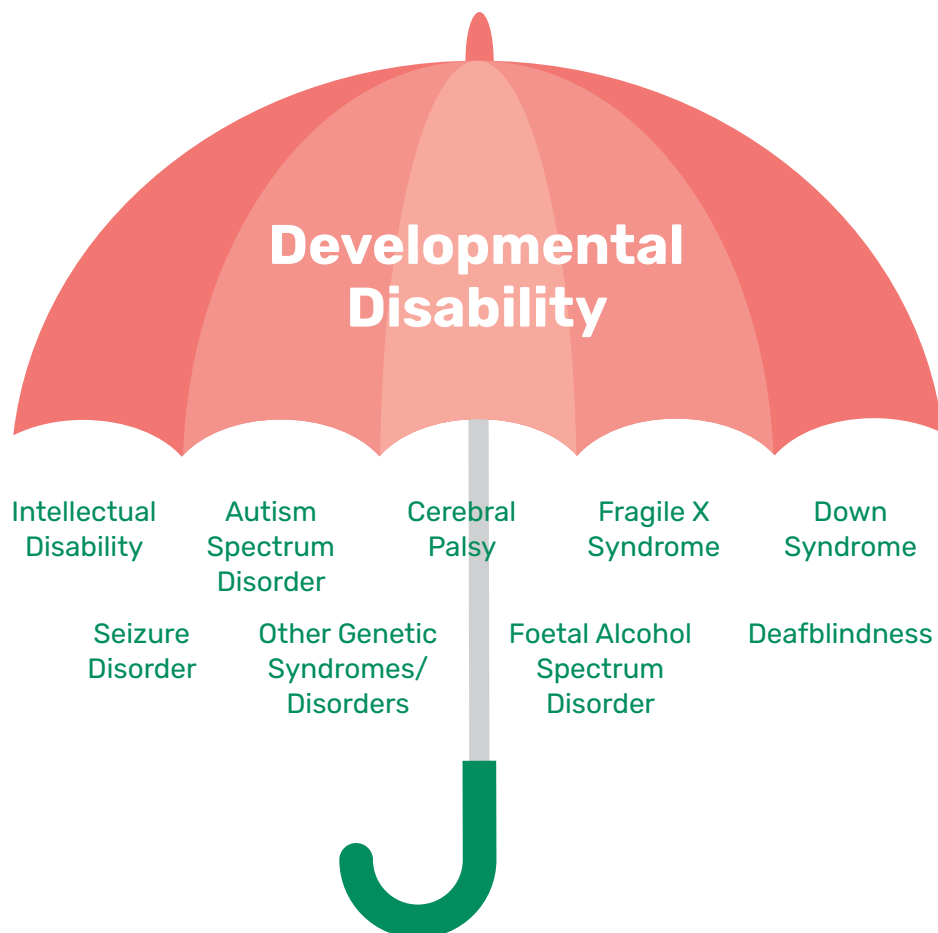 Developmental
Disability
Intellectual
Disability
Autism
Spectrum
Disorder
Cerebral
Palsy
Fragile X
Syndrome
Down
Syndrome
Seizure
Disorder
Other Genetic
Syndromes/
Disorders
Foetal Alcohol
Spectrum
Disorder
Deafblindness